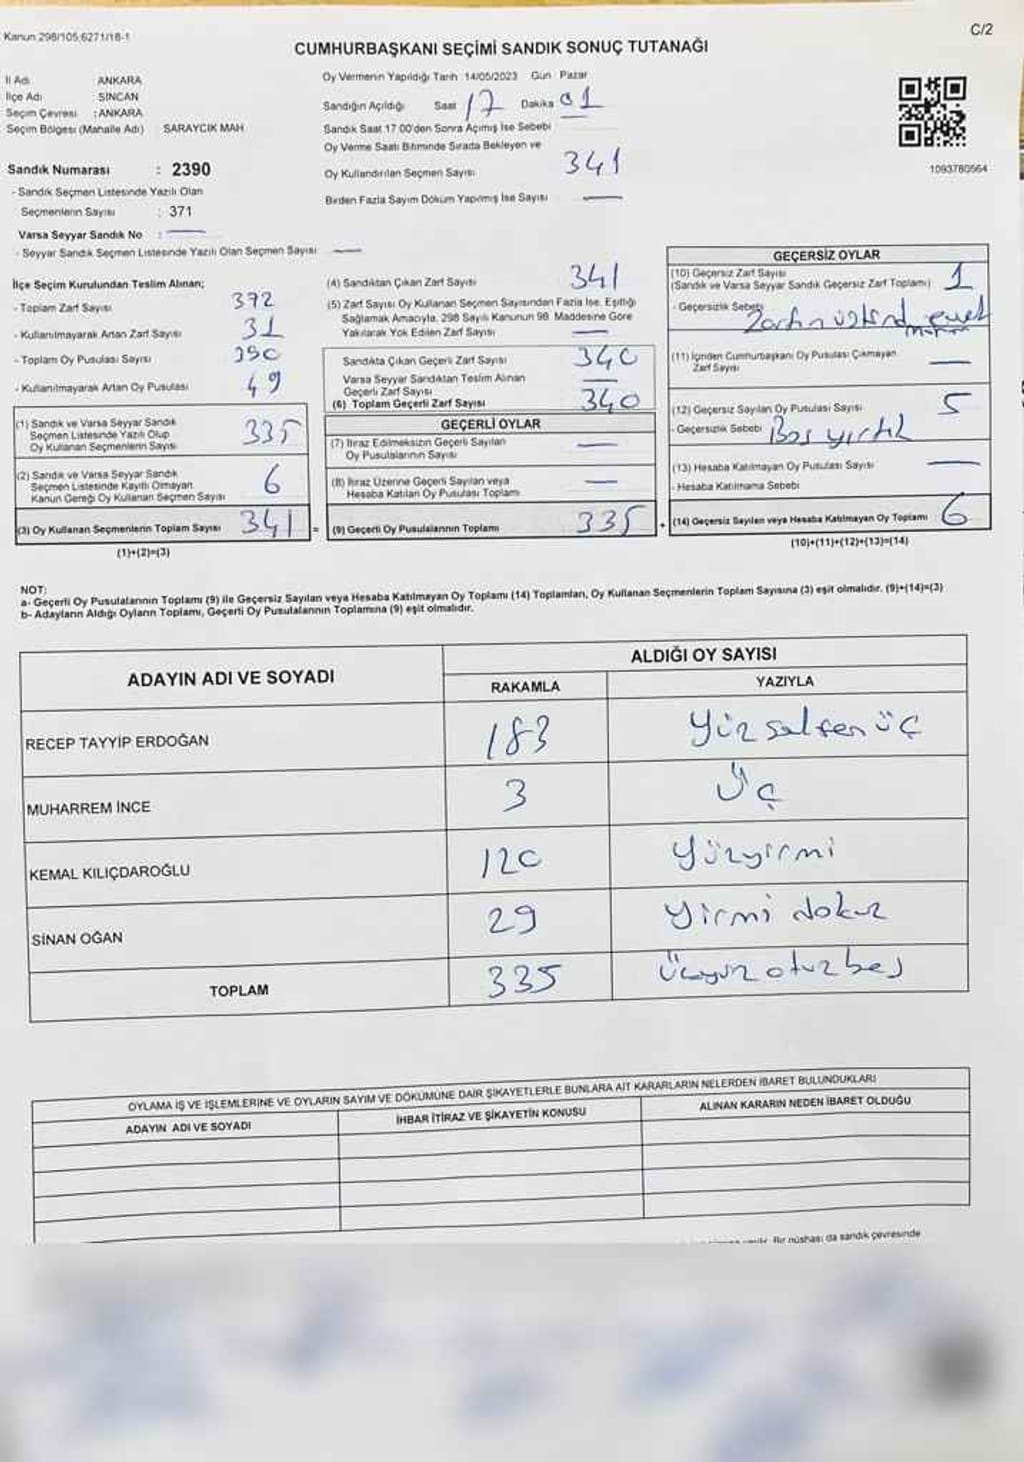 Kanun 298/105,6271/18-1
C/2
CUMHURBAŞKANI SEÇİMİ SANDIK SONUÇ TUTANAĞI
İl Adı ANKARA
İlçe Adı SİNCAN
Seçim Çevresi : ANKARA
Seçim Bölgesi (Mahalle Adı) SARAYCIK MAH
Sandık Numarası : 2390
- Sandık Seçmen Listesinde Yazılı Olan
Seçmenlerin Sayısı : 371
Varsa Seyyar Sandık No : —
- Seyyar Sandık Seçmen Listesinde Yazılı Olan Seçmen Sayısı —
Oy Vermenin Yapıldığı Tarih 14/05/2023 Gün Pazar
Sandığın Açıldığı Saat 17 Dakika 01
Sandık Saat 17 00'den Sonra Açılmış İse Sebebi
Oy Verme Saati Bitiminde Sırada Bekleyen ve
Oy Kullandırılan Seçmen Sayısı 341
Birden Fazla Sayım Döküm Yapılmış İse Sayısı —
1093780564
İlçe Seçim Kurulundan Teslim Alınan;
- Toplam Zarf Sayısı 372
- Kullanılmayarak Artan Zarf Sayısı 31
- Toplam Oy Pusulası Sayısı 390
- Kullanılmayarak Artan Oy Pusulası 49
(1) Sandık ve Varsa Seyyar Sandık
Seçmen Listesinde Yazılı Olup
Oy Kullanan Seçmenlerin Sayısı 335
(2) Sandık ve Varsa Seyyar Sandık
Seçmen Listesinde Kayıtlı Olmayan
Kanun Gereği Oy Kullanan Seçmen Sayısı 6
(3) Oy Kullanan Seçmenlerin Toplam Sayısı 341 =
(1)+(2)=(3)
(4) Sandıktan Çıkan Zarf Sayısı 341
(5) Zarf Sayısı Oy Kullanan Seçmen Sayısından Fazla İse, Eşitliği
Sağlamak Amacıyla, 298 Sayılı Kanunun 98. Maddesine Göre
Yakılarak Yok Edilen Zarf Sayısı —
Sandıkta Çıkan Geçerli Zarf Sayısı 340
Varsa Seyyar Sandıktan Teslim Alınan
Geçerli Zarf Sayısı —
(6) Toplam Geçerli Zarf Sayısı 340
GEÇERLİ OYLAR
(7) İtiraz Edilmeksizin Geçerli Sayılan
Oy Pusulalarının Sayısı —
(8) İtiraz Üzerine Geçerli Sayılan veya
Hesaba Katılan Oy Pusulası Toplamı —
(9) Geçerli Oy Pusulalarının Toplamı 335 +
GEÇERSİZ OYLAR
(10) Geçersiz Zarf Sayısı
(Sandık ve Varsa Seyyar Sandık Geçersiz Zarf Toplamı) 1
- Geçersizlik Sebebi Zarfın üstünd evet
(11) İçinden Cumhurbaşkanı Oy Pusulası Çıkmayan
Zarf Sayısı —
(12) Geçersiz Sayılan Oy Pusulası Sayısı 5
- Geçersizlik Sebebi Boş yırtık
(13) Hesaba Katılmayan Oy Pusulası Sayısı —
- Hesaba Katılmama Sebebi
(14) Geçersiz Sayılan veya Hesaba Katılmayan Oy Toplamı 6
(10)+(11)+(12)+(13)=(14)
NOT:
a- Geçerli Oy Pusulalarının Toplamı (9) ile Geçersiz Sayılan veya Hesaba Katılmayan Oy Toplamı (14) Toplamları, Oy Kullanan Seçmenlerin Toplam Sayısına (3) eşit olmalıdır. (9)+(14)=(3)
b- Adayların Aldığı Oyların Toplamı, Geçerli Oy Pusulalarının Toplamına (9) eşit olmalıdır.
ADAYIN ADI VE SOYADI ALDIĞI OY SAYISI
RAKAMLA YAZIYLA
RECEP TAYYİP ERDOĞAN 183 Yüz seksen üç
MUHARREM İNCE 3 Üç
KEMAL KILIÇDAROĞLU 120 Yüzyirmi
SİNAN OĞAN 29 Yirmi dokuz
TOPLAM 335 Üçyüz otuzbeş
OYLAMA İŞ VE İŞLEMLERİNE VE OYLARIN SAYIM VE DÖKÜMÜNE DAİR ŞİKAYETLERLE BUNLARA AİT KARARLARIN NELERDEN İBARET BULUNDUKLARI
ADAYIN ADI VE SOYADI İHBAR İTİRAZ VE ŞİKAYETİN KONUSU ALINAN KARARIN NEDEN İBARET OLDUĞU
Bir nüshası da sandık çevresinde